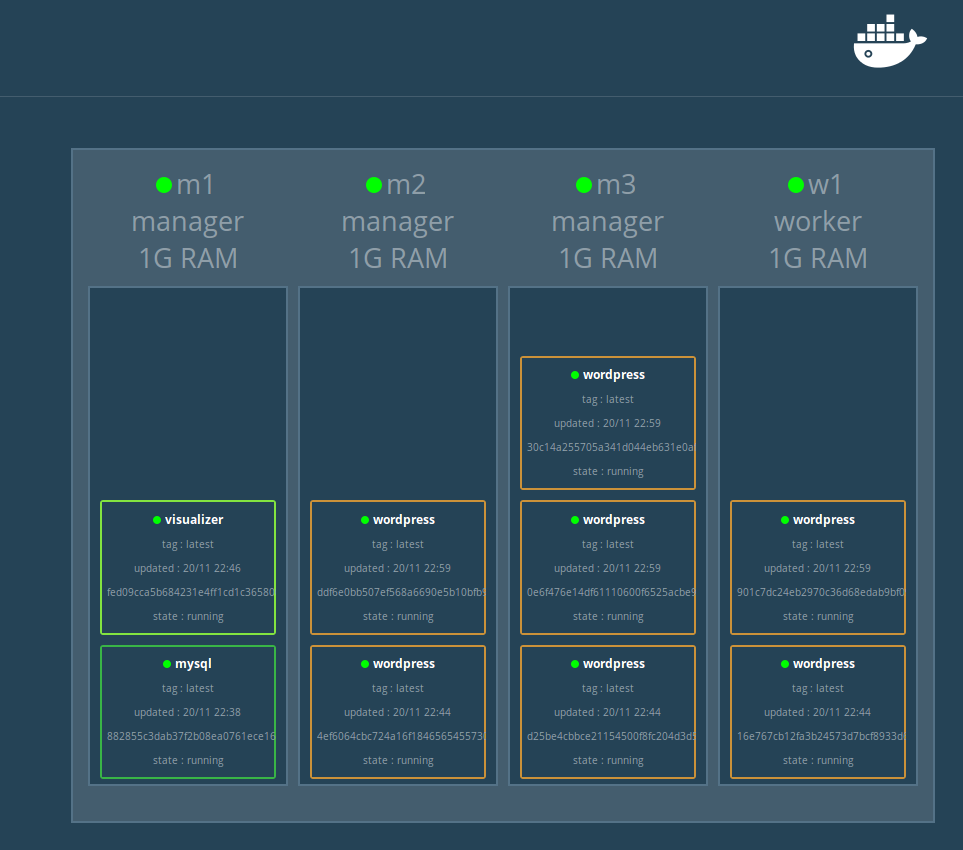 m1
manager
1G RAM
visualizer
tag : latest
updated : 20/11 22:46
fed09cca5b684231e4ff1cd1c36580
state : running
mysql
tag : latest
updated : 20/11 22:38
882855c3dab37f2b08ea0761ece16
state : running
m2
manager
1G RAM
wordpress
tag : latest
updated : 20/11 22:59
ddf6e0bb507ef568a6690e5b10bfb9
state : running
wordpress
tag : latest
updated : 20/11 22:44
4ef6064cbc724a16f184656545573
state : running
m3
manager
1G RAM
wordpress
tag : latest
updated : 20/11 22:59
30c14a255705a341d044eb631e0a
state : running
wordpress
tag : latest
updated : 20/11 22:59
0e6f476e14df61110600f6525acbe9
state : running
wordpress
tag : latest
updated : 20/11 22:44
d25be4cbbce21154500f8fc204d3d5
state : running
w1
worker
1G RAM
wordpress
tag : latest
updated : 20/11 22:59
901c7dc24eb2970c36d68edab9bf0
state : running
wordpress
tag : latest
updated : 20/11 22:44
16e767cb12fa3b24573d7bcf8933d
state : running